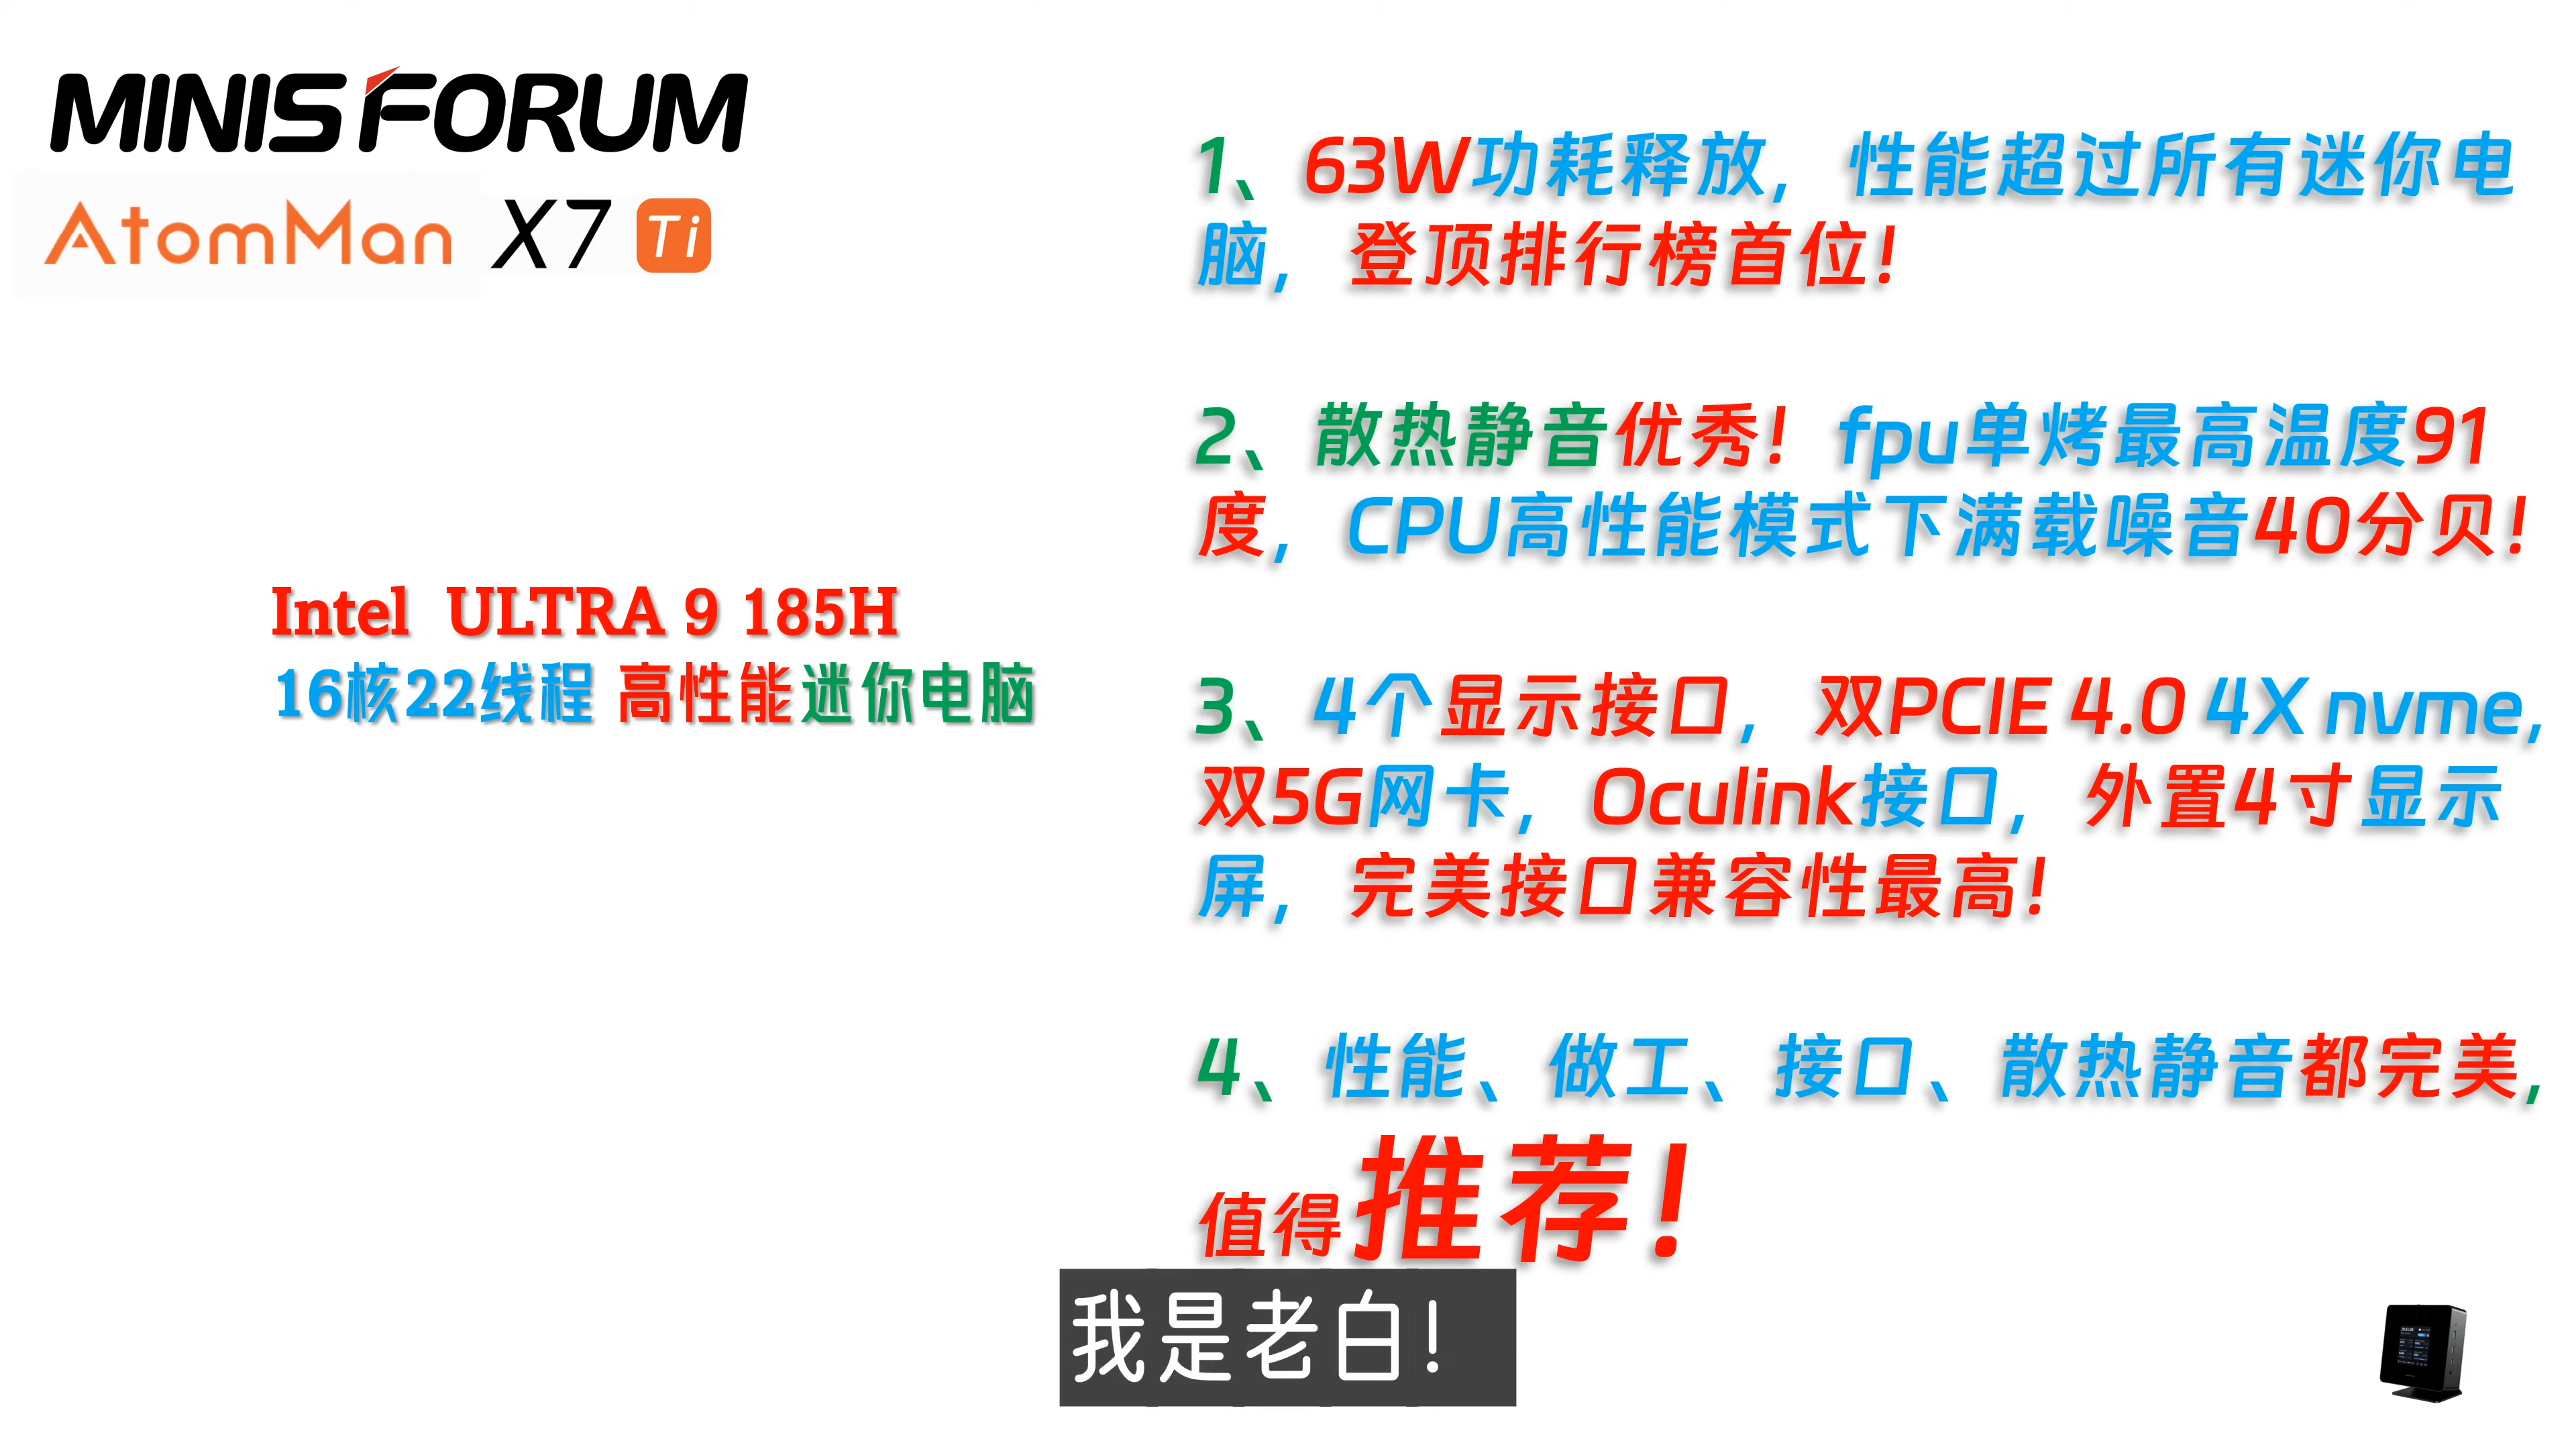 MINISFORUM
AtomMan X7 Ti
Intel ULTRA 9 185H
16核22线程 高性能迷你电脑
1、63W功耗释放，性能超过所有迷你电
脑，登顶排行榜首位！
2、散热静音优秀！fpu单烤最高温度91
度，CPU高性能模式下满载噪音40分贝！
3、4个显示接口，双PCIE 4.0 4X nvme，
双5G网卡，Oculink接口，外置4寸显示
屏，完美接口兼容性最高！
4、性能、做工、接口、散热静音都完美，
值得推荐！
我是老白！